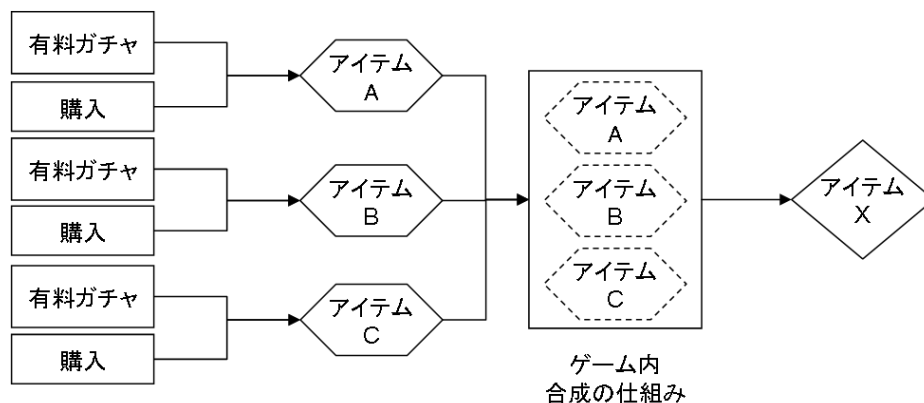 有料ガチャ
購入
アイテム
A
有料ガチャ
購入
アイテム
B
有料ガチャ
購入
アイテム
C
アイテム
A
アイテム
B
アイテム
C
ゲーム内
合成の仕組み
アイテム
X